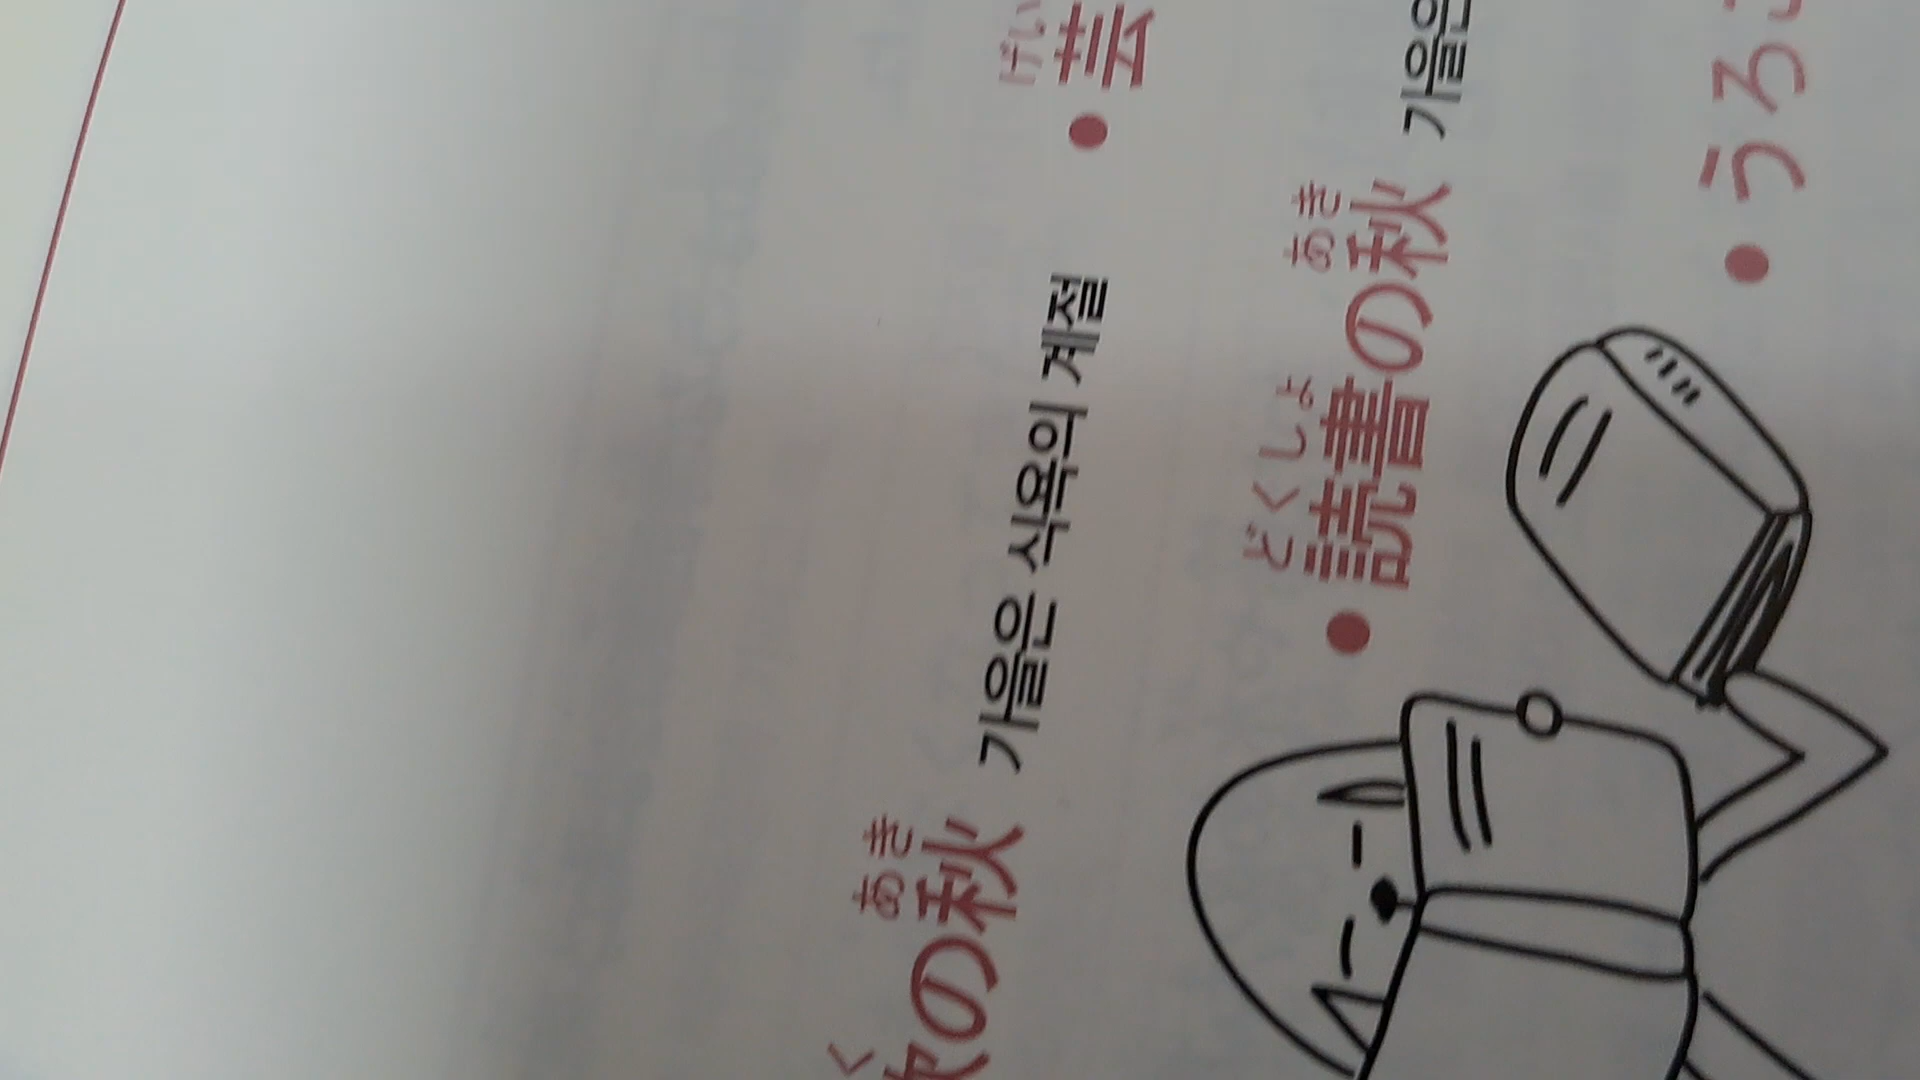 く あき げい
の秋 가을은 식욕의 계절 ● 芸
どくしょ あき
● 読書の秋 가을은
● うろ